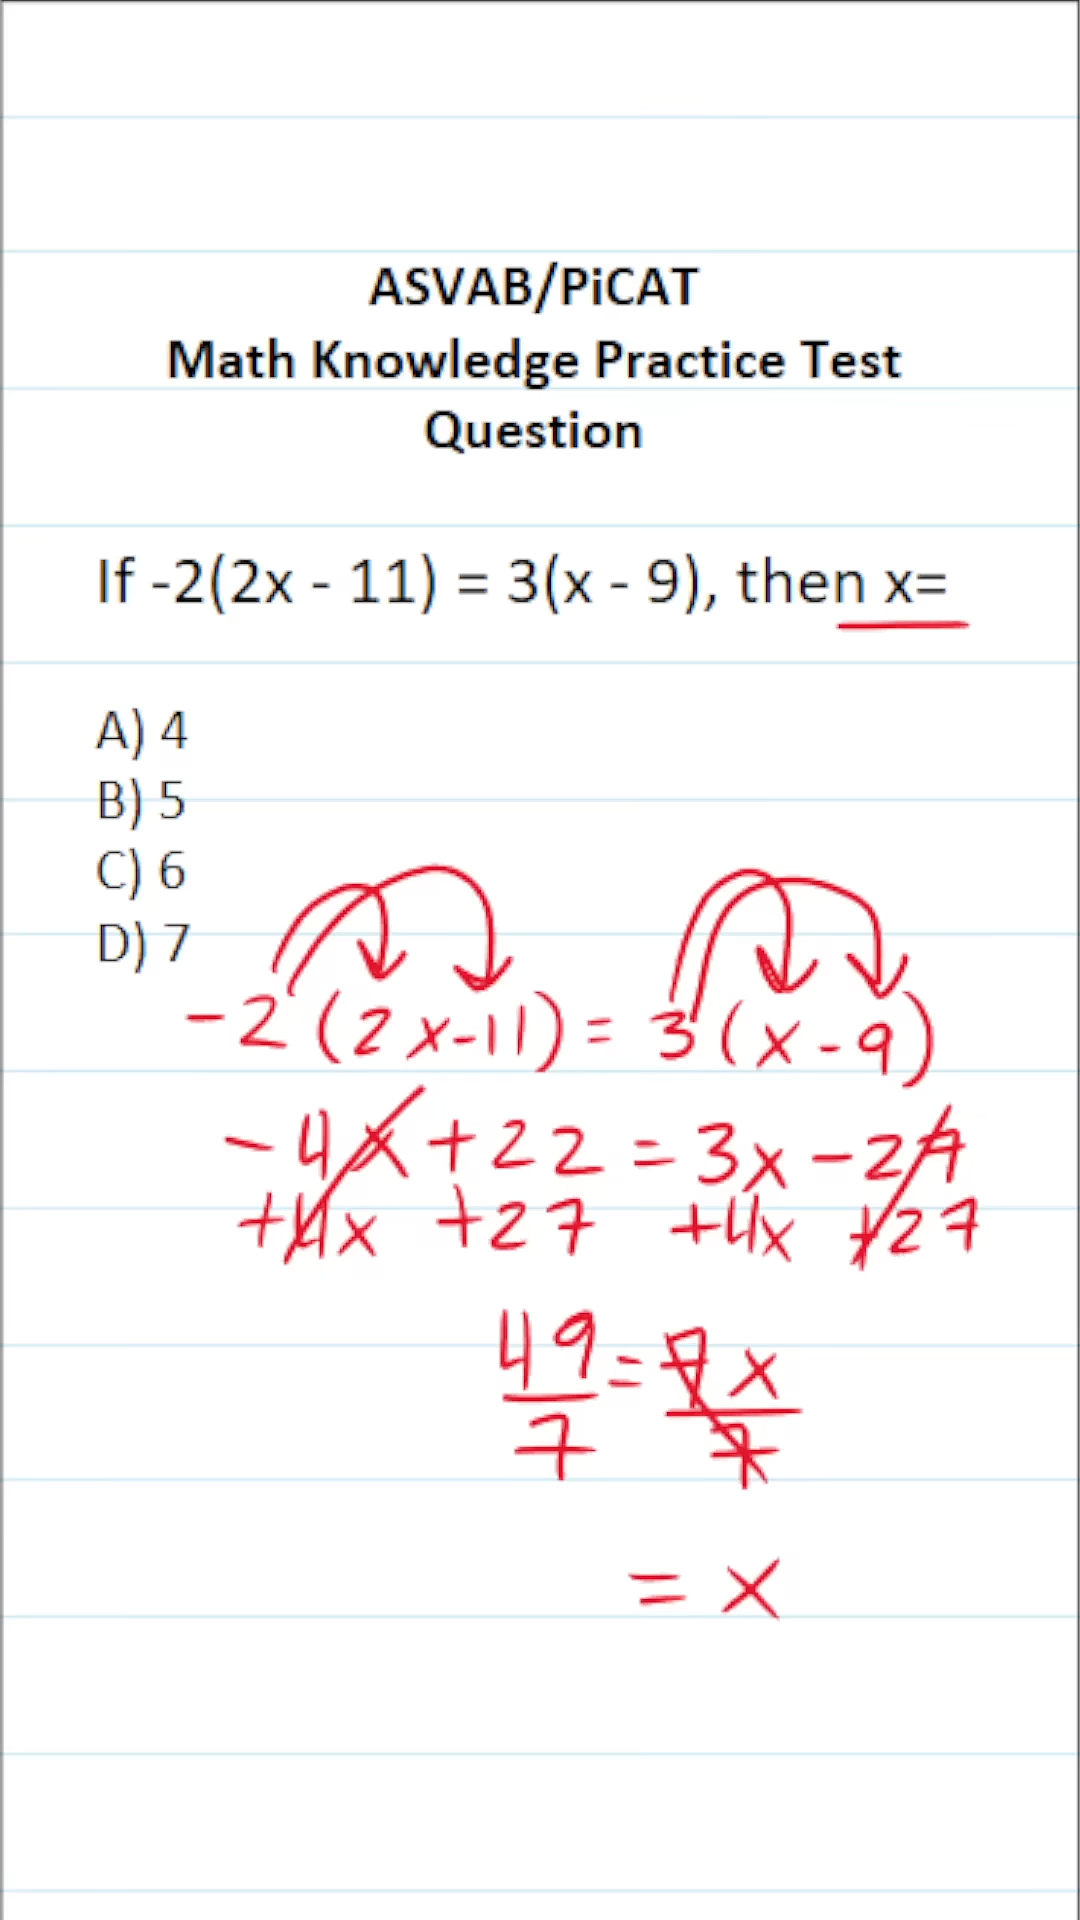 ASVAB/PiCAT
Math Knowledge Practice Test
Question
If -2(2x - 11) = 3(x - 9), then x=
A) 4
B) 5
C) 6
D) 7
-2(2x-11) = 3(x-9)
-4x+22 = 3x-27
+4x +27 +4x +27
49 = 7x
7 7
= x